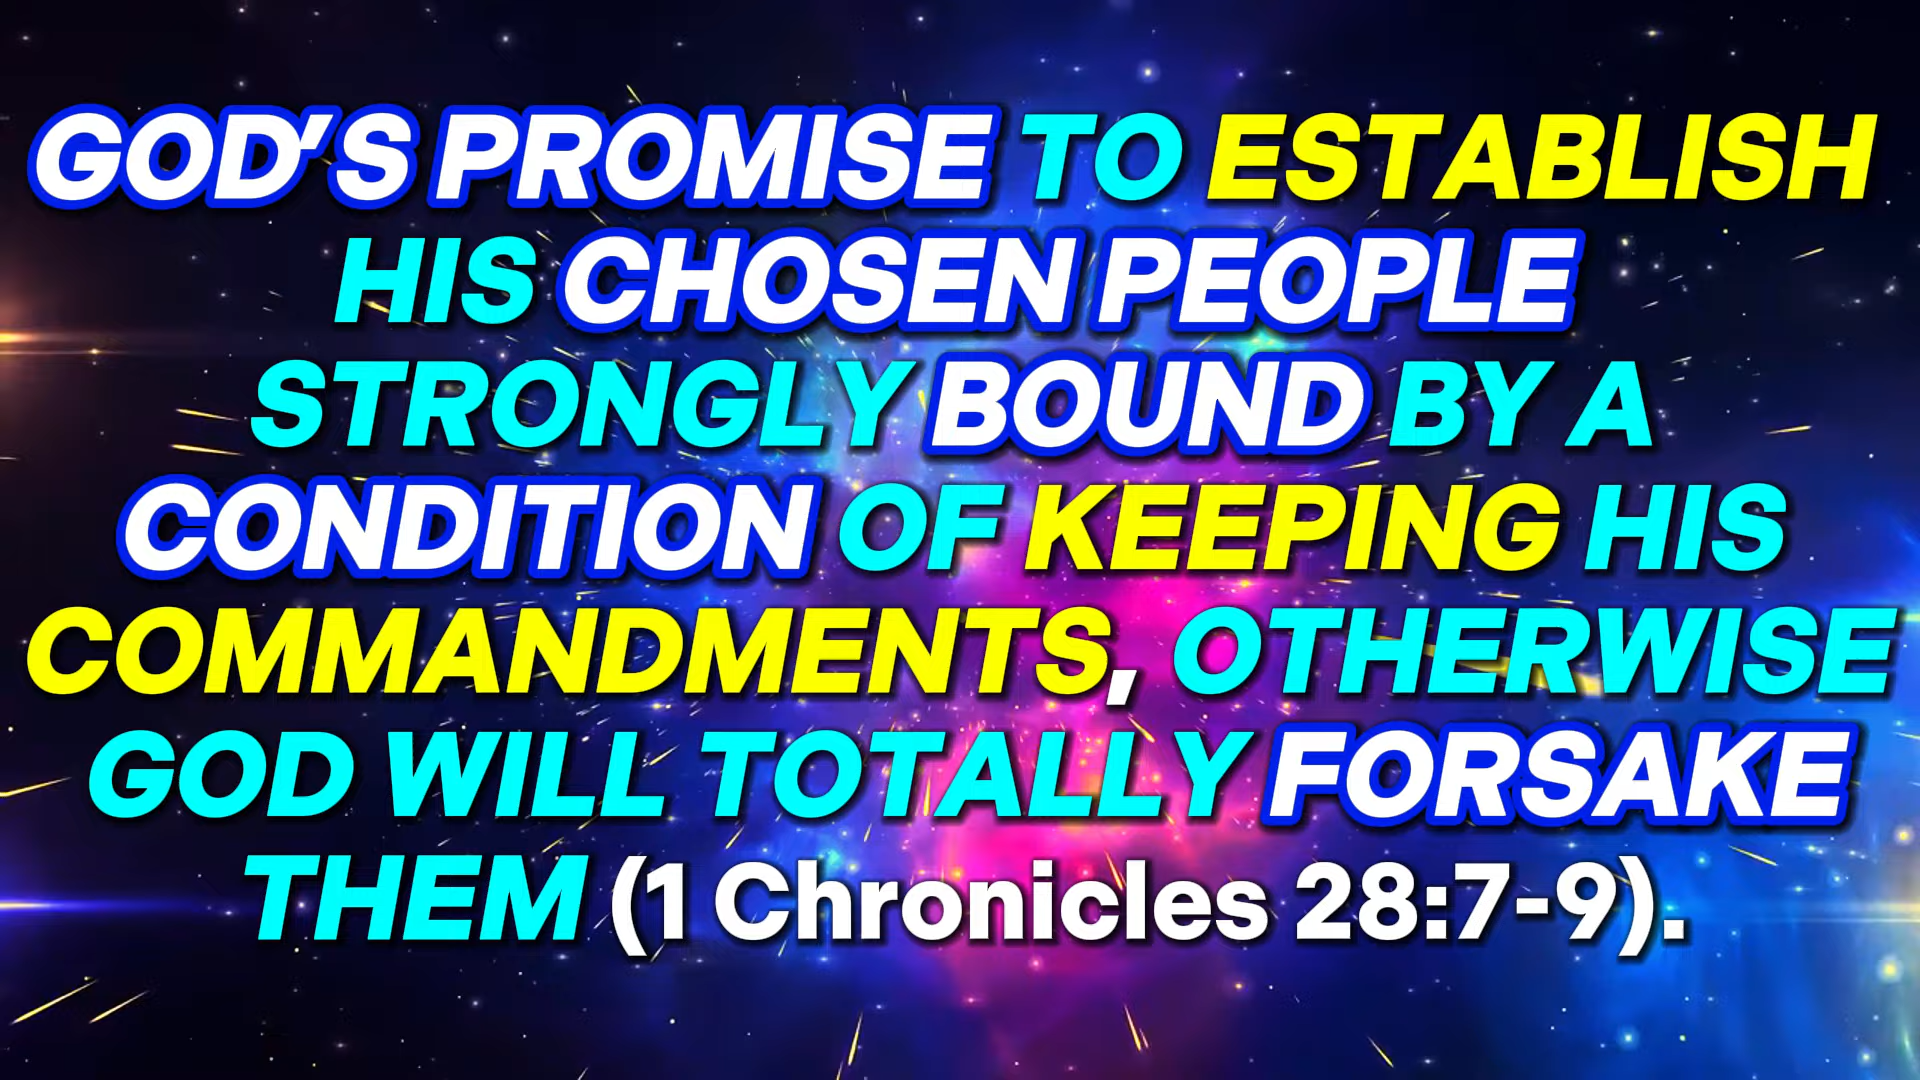 GOD'S PROMISE TO ESTABLISH
HIS CHOSEN PEOPLE
STRONGLY BOUND BY A
CONDITION OF KEEPING HIS
COMMANDMENTS, OTHERWISE
GOD WILL TOTALLY FORSAKE
THEM (1 Chronicles 28:7-9).